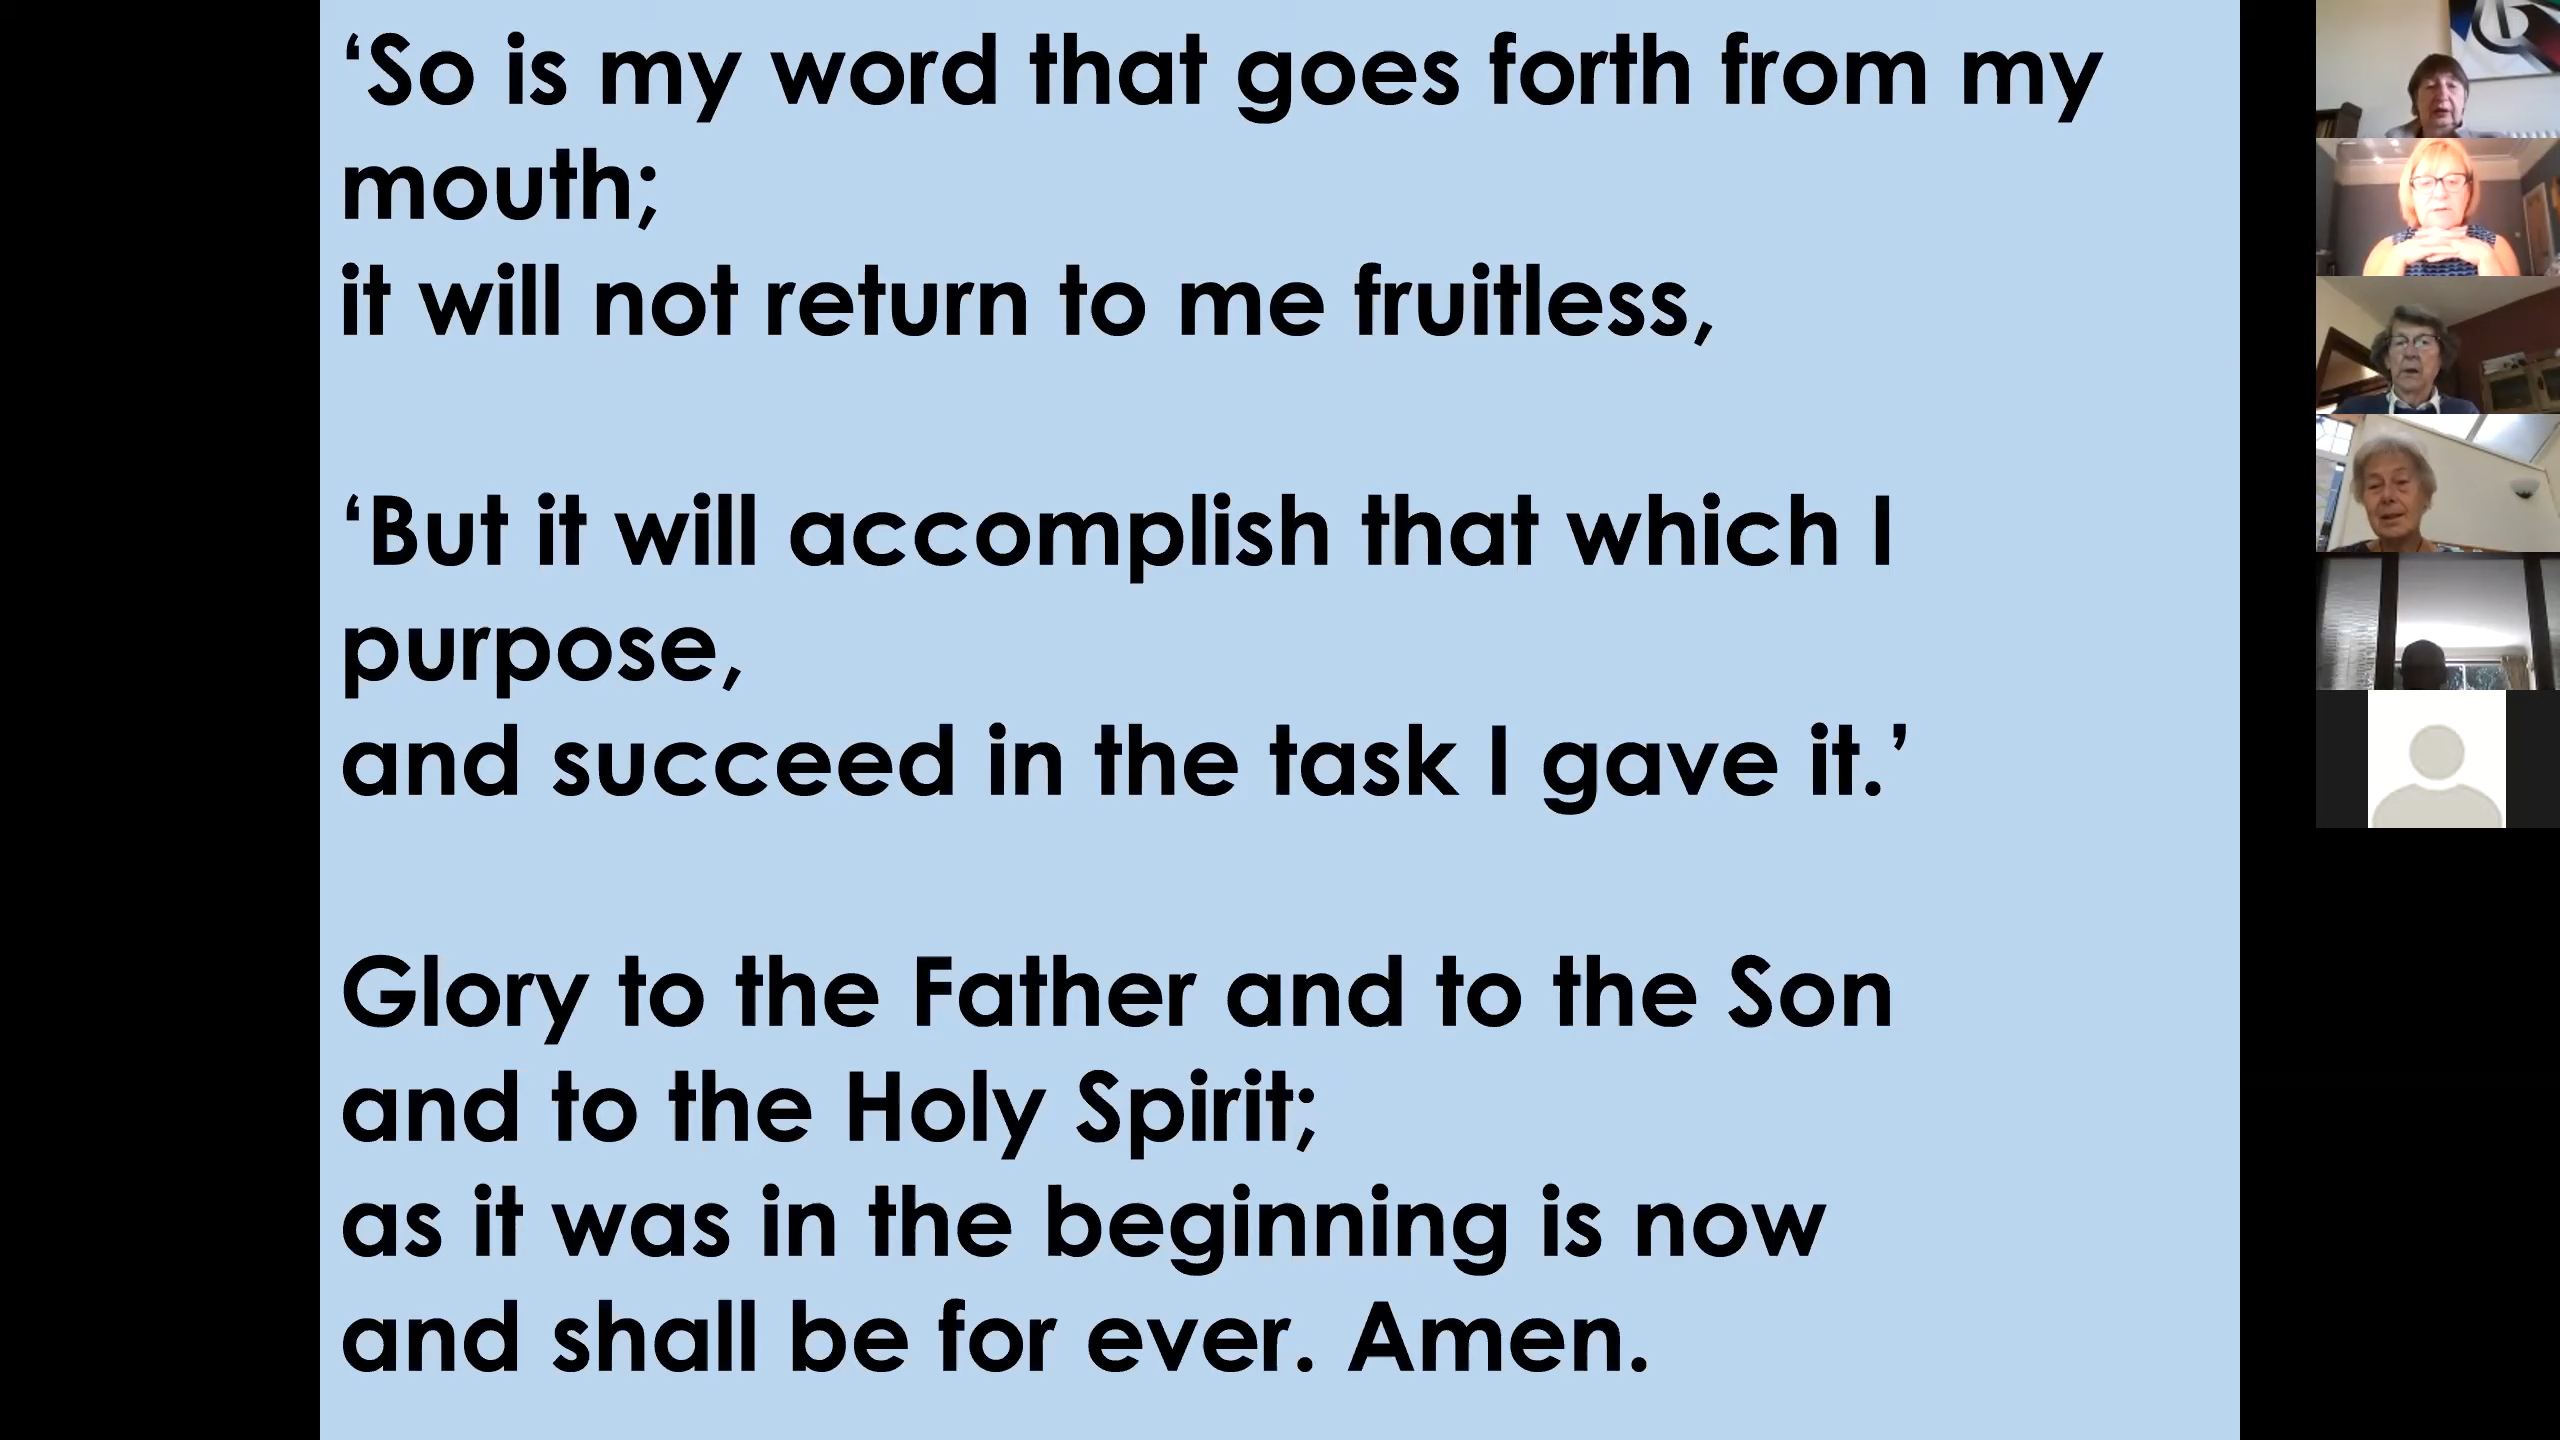 ‘So is my word that goes forth from my
mouth;
it will not return to me fruitless,
‘But it will accomplish that which I
purpose,
and succeed in the task I gave it.’
Glory to the Father and to the Son
and to the Holy Spirit;
as it was in the beginning is now
and shall be for ever. Amen.